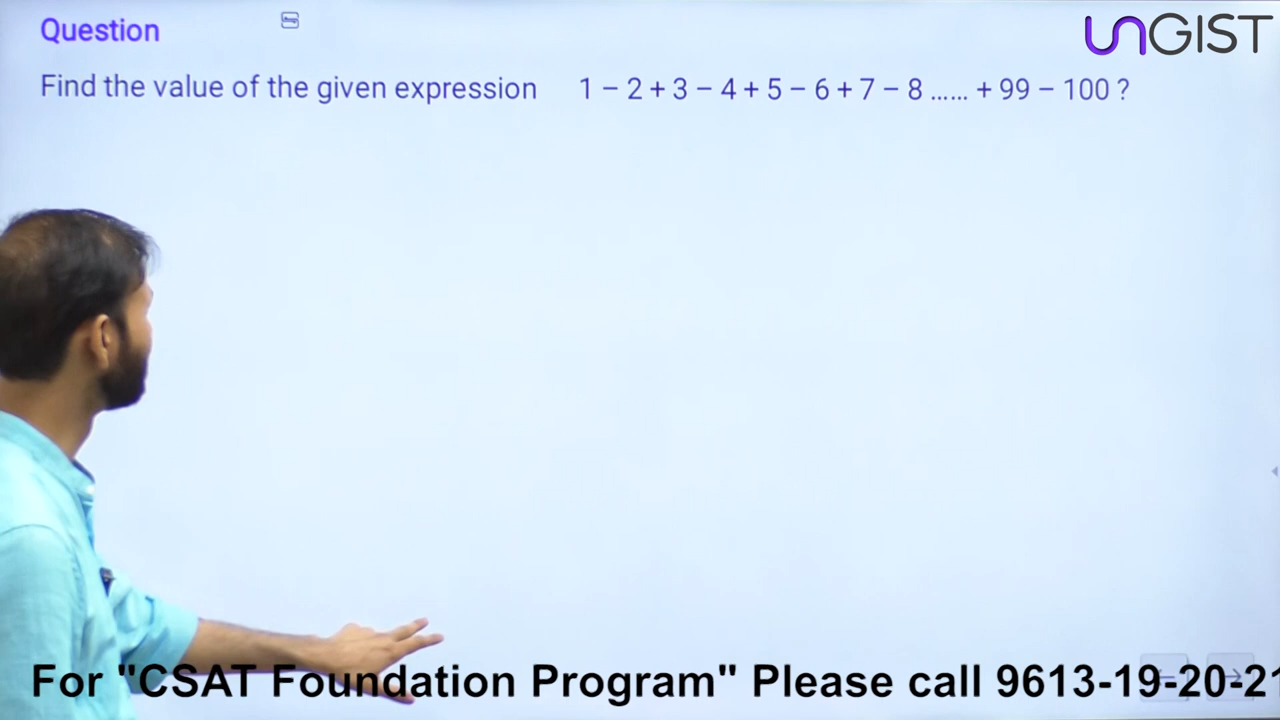 Question
UNGIST
Find the value of the given expression 1 – 2 + 3 – 4 + 5 – 6 + 7 – 8 ...... + 99 – 100 ?
For "CSAT Foundation Program" Please call 9613-19-20-21